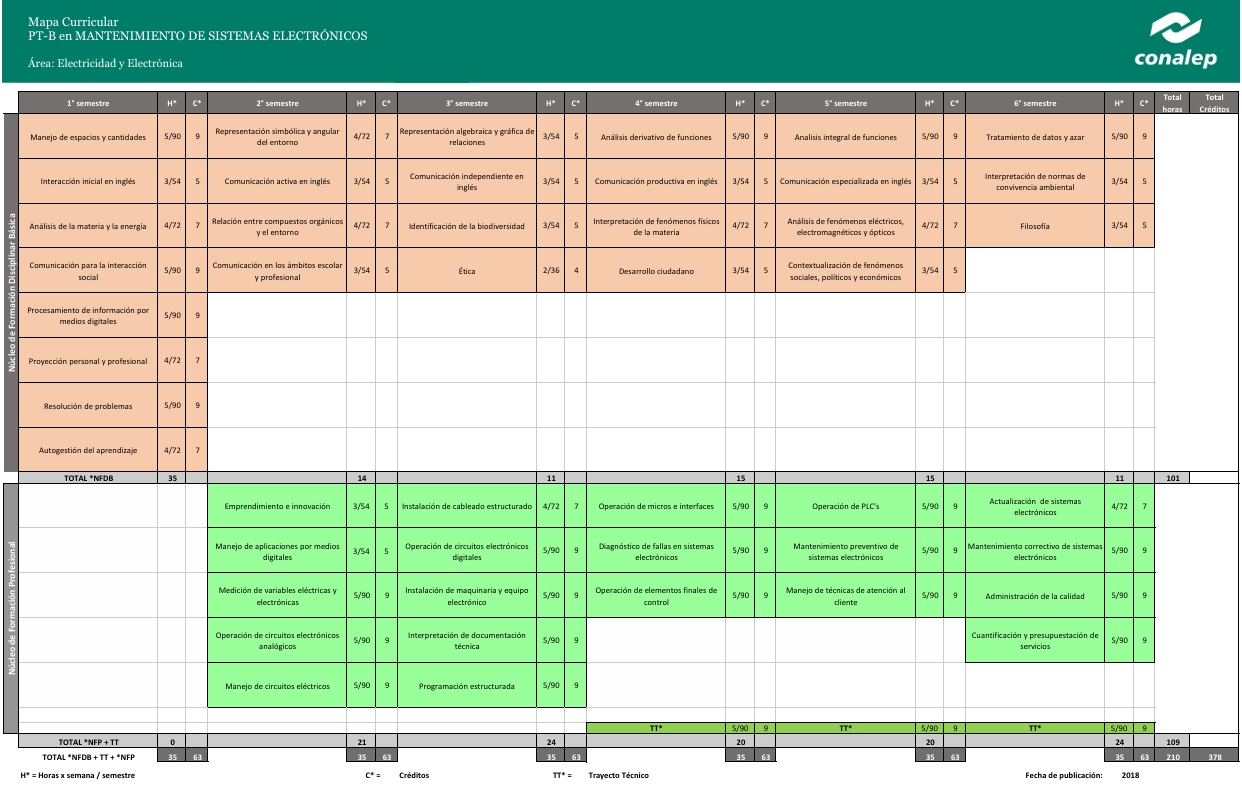 Mapa Curricular
PT-B en MANTENIMIENTO DE SISTEMAS ELECTRÓNICOS
Área: Electricidad y Electrónica
conalep
1° semestre H* C* 2° semestre H* C* 3° semestre H* C* 4° semestre H* C* 5° semestre H* C* 6° semestre H* C* Total horas Total Créditos
Núcleo de Formación Disciplinar Básica
Manejo de espacios y cantidades 5/90 9 Representación simbólica y angular del entorno 4/72 7 Representación algebraica y gráfica de relaciones 3/54 5 Análisis derivativo de funciones 5/90 9 Analisis integral de funciones 5/90 9 Tratamiento de datos y azar 5/90 9
Interacción inicial en inglés 3/54 5 Comunicación activa en inglés 3/54 5 Comunicación independiente en inglés 3/54 5 Comunicación productiva en inglés 3/54 5 Comunicación especializada en inglés 3/54 5 Interpretación de normas de convivencia ambiental 3/54 5
Análisis de la materia y la energía 4/72 7 Relación entre compuestos orgánicos y el entorno 4/72 7 Identificación de la biodiversidad 3/54 5 Interpretación de fenómenos físicos de la materia 4/72 7 Análisis de fenómenos eléctricos, electromagnéticos y ópticos 4/72 7 Filosofía 3/54 5
Comunicación para la interacción social 5/90 9 Comunicación en los ámbitos escolar y profesional 3/54 5 Ética 2/36 4 Desarrollo ciudadano 3/54 5 Contextualización de fenómenos sociales, políticos y económicos 3/54 5
Procesamiento de información por medios digitales 5/90 9
Proyección personal y profesional 4/72 7
Resolución de problemas 5/90 9
Autogestión del aprendizaje 4/72 7
TOTAL *NFDB 35 14 11 15 15 11 101
Núcleo de Formación Profesional
Emprendimiento e innovación 3/54 5 Instalación de cableado estructurado 4/72 7 Operación de micros e interfaces 5/90 9 Operación de PLC's 5/90 9 Actualización de sistemas electrónicos 4/72 7
Manejo de aplicaciones por medios digitales 3/54 5 Operación de circuitos electrónicos digitales 5/90 9 Diagnóstico de fallas en sistemas electrónicos 5/90 9 Mantenimiento preventivo de sistemas electrónicos 5/90 9 Mantenimiento correctivo de sistemas electrónicos 5/90 9
Medición de variables eléctricas y electrónicas 5/90 9 Instalación de maquinaria y equipo electrónico 5/90 9 Operación de elementos finales de control 5/90 9 Manejo de técnicas de atención al cliente 5/90 9 Administración de la calidad 5/90 9
Operación de circuitos electrónicos analógicos 5/90 9 Interpretación de documentación técnica 5/90 9 Cuantificación y presupuestación de servicios 5/90 9
Manejo de circuitos eléctricos 5/90 9 Programación estructurada 5/90 9
TT* 5/90 9 TT* 5/90 9 TT* 5/90 9
TOTAL *NFP + TT 0 21 24 20 20 24 109
TOTAL *NFDB + TT + *NFP 35 63 35 63 35 63 35 63 35 63 35 63 210 378
H* = Horas x semana / semestre C* = Créditos TT* = Trayecto Técnico Fecha de publicación: 2018